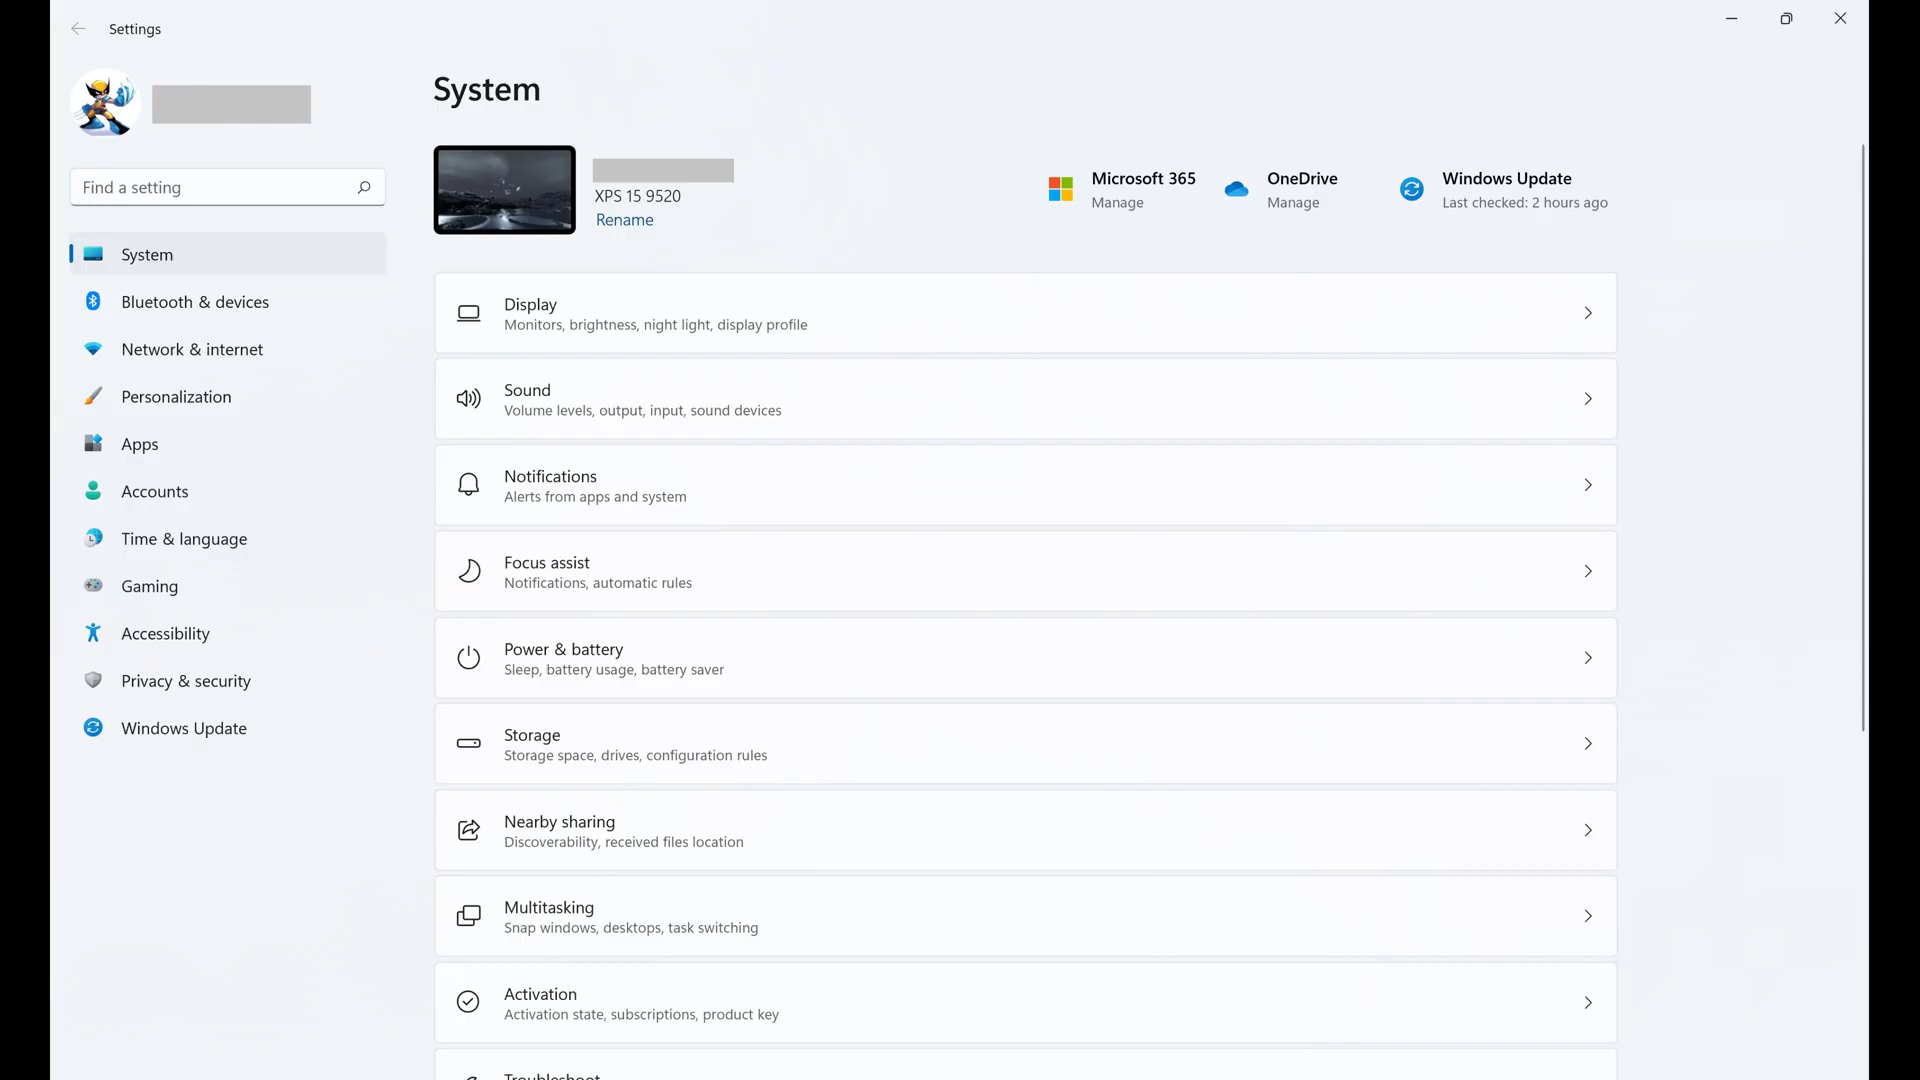 Settings
System
Find a setting
XPS 15 9520
Rename
Microsoft 365
Manage
OneDrive
Manage
Windows Update
Last checked: 2 hours ago
System
Bluetooth & devices
Network & internet
Personalization
Apps
Accounts
Time & language
Gaming
Accessibility
Privacy & security
Windows Update
Display
Monitors, brightness, night light, display profile
Sound
Volume levels, output, input, sound devices
Notifications
Alerts from apps and system
Focus assist
Notifications, automatic rules
Power & battery
Sleep, battery usage, battery saver
Storage
Storage space, drives, configuration rules
Nearby sharing
Discoverability, received files location
Multitasking
Snap windows, desktops, task switching
Activation
Activation state, subscriptions, product key
Troubleshoot